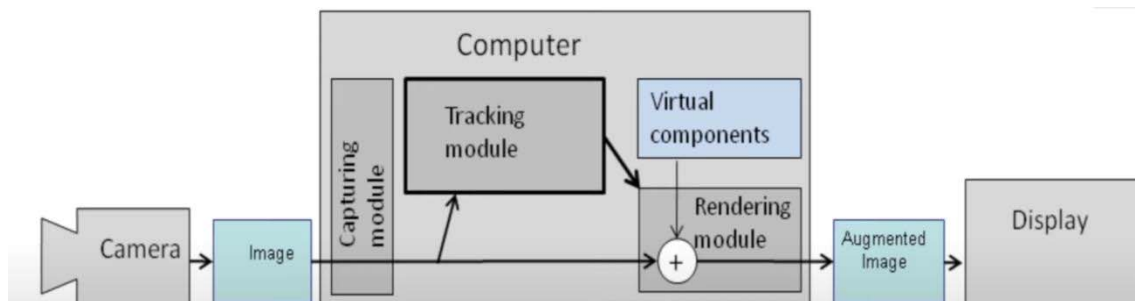 Computer
Capturing
module
Tracking
module
Virtual
components
Rendering
module
Camera
Image
+
Augmented
Image
Display